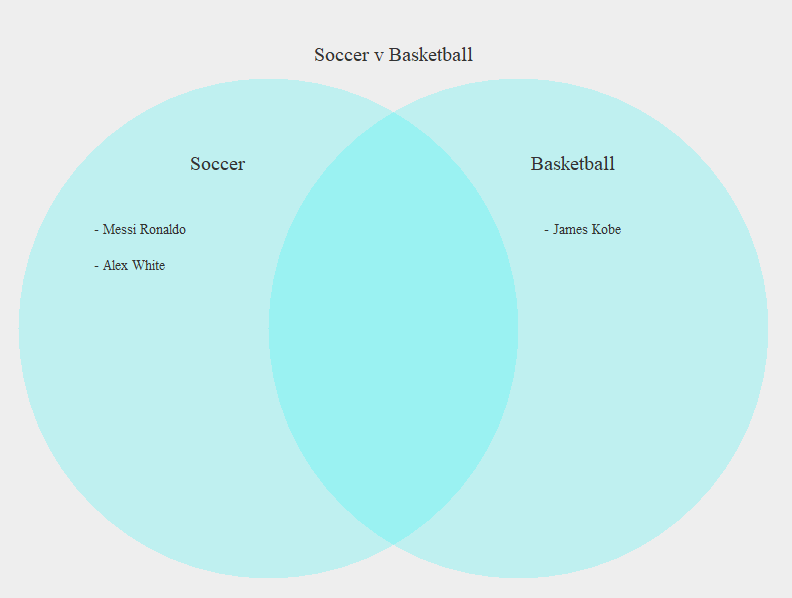 Soccer v Basketball
Soccer
Basketball
- Messi Ronaldo
- James Kobe
- Alex White